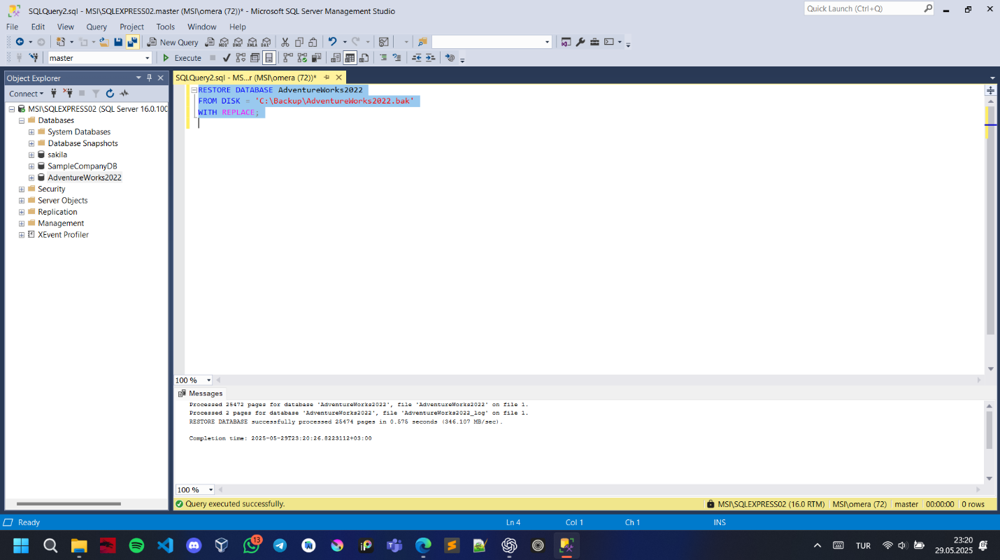 SQLQuery2.sql - MSI\SQLEXPRESS02.master (MSI\omera (72))* - Microsoft SQL Server Management Studio
Quick Launch (Ctrl+Q)
File Edit View Query Project Tools Window Help
New Query
MDX DMX XMLA DAX
master
Execute
Object Explorer
SQLQuery2.sql - MS...r (MSI\omera (72))*
Connect
MSI\SQLEXPRESS02 (SQL Server 16.0.100
Databases
System Databases
Database Snapshots
sakila
SampleCompanyDB
AdventureWorks2022
Security
Server Objects
Replication
Management
XEvent Profiler
RESTORE DATABASE AdventureWorks2022
FROM DISK = 'C:\Backup\AdventureWorks2022.bak'
WITH REPLACE;
100 %
Messages
Processed 25472 pages for database 'AdventureWorks2022', file 'AdventureWorks2022' on file 1.
Processed 2 pages for database 'AdventureWorks2022', file 'AdventureWorks2022_log' on file 1.
RESTORE DATABASE successfully processed 25474 pages in 0.575 seconds (346.107 MB/sec).
Completion time: 2025-05-29T23:20:26.8223112+03:00
100 %
Query executed successfully.
MSI\SQLEXPRESS02 (16.0 RTM) MSI\omera (72) master 00:00:00 0 rows
Ready
Ln 4 Col 1 Ch 1 INS
13
iP
TUR
23:20
29.05.2025